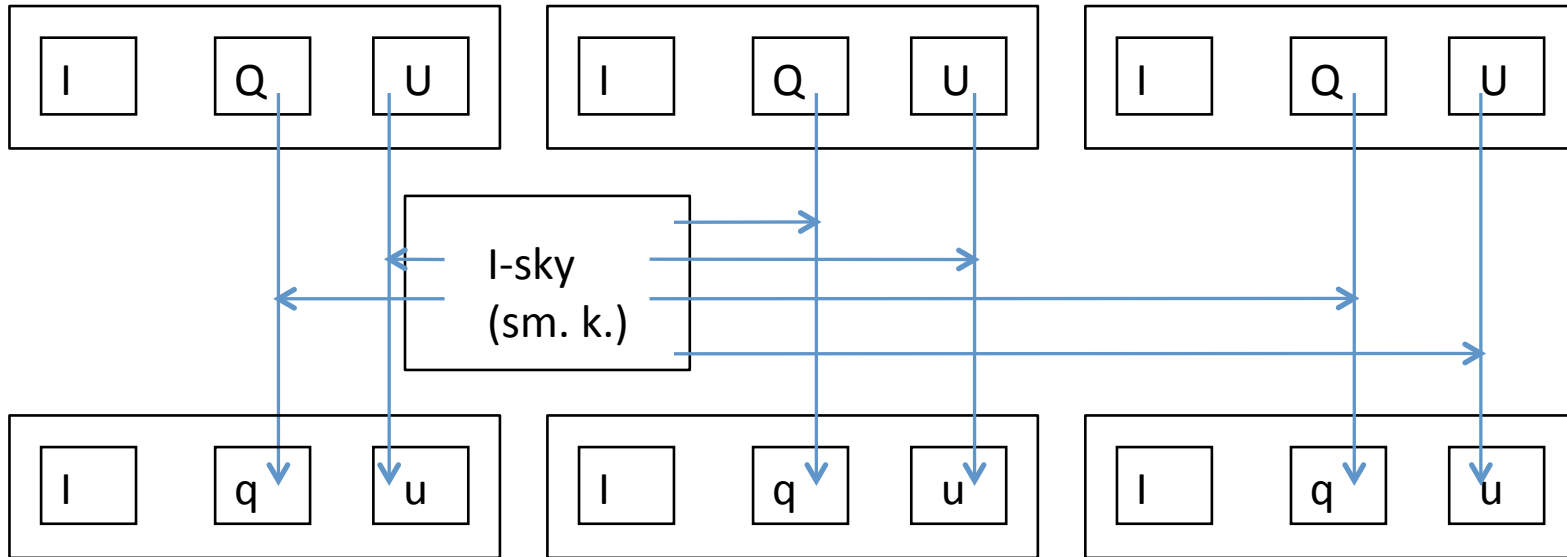 I Q U I Q U I Q U
I-sky
(sm. k.)
I q u I q u I q u